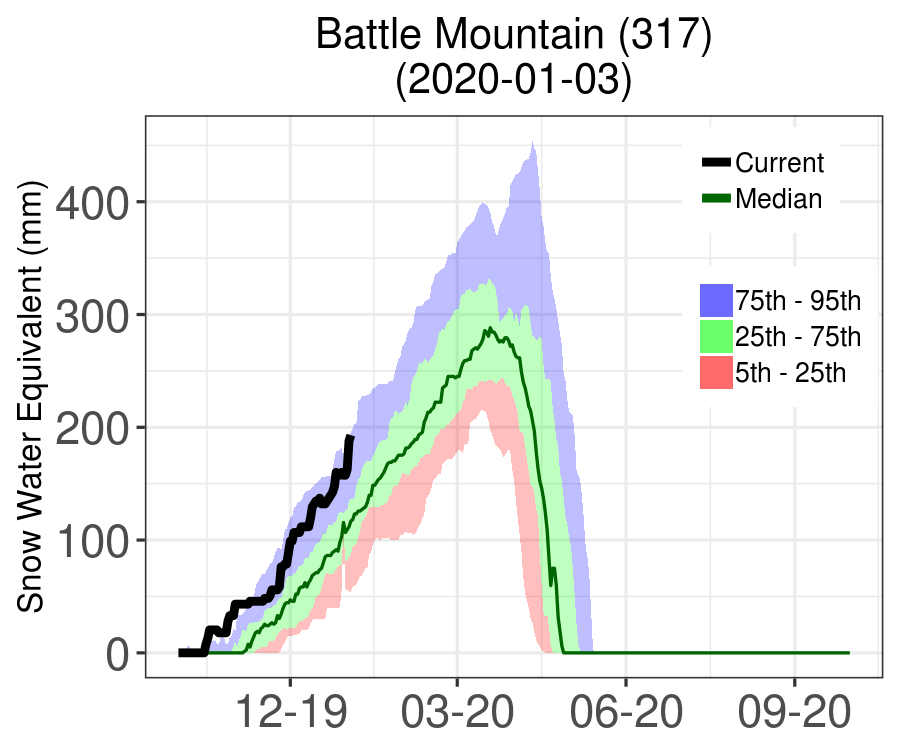 Battle Mountain (317)
(2020-01-03)
Snow Water Equivalent (mm)
400
300
200
100
0
12-19
03-20
06-20
09-20
Current
Median
75th - 95th
25th - 75th
5th - 25th